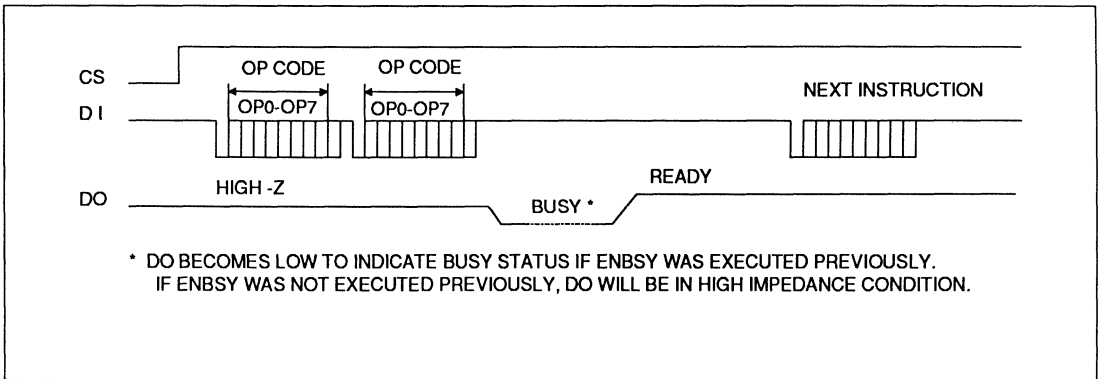 CS
OP CODE OP CODE
D I
OP0-OP7 OP0-OP7
NEXT INSTRUCTION
DO
HIGH -Z
BUSY *
READY
* DO BECOMES LOW TO INDICATE BUSY STATUS IF ENBSY WAS EXECUTED PREVIOUSLY.
IF ENBSY WAS NOT EXECUTED PREVIOUSLY, DO WILL BE IN HIGH IMPEDANCE CONDITION.